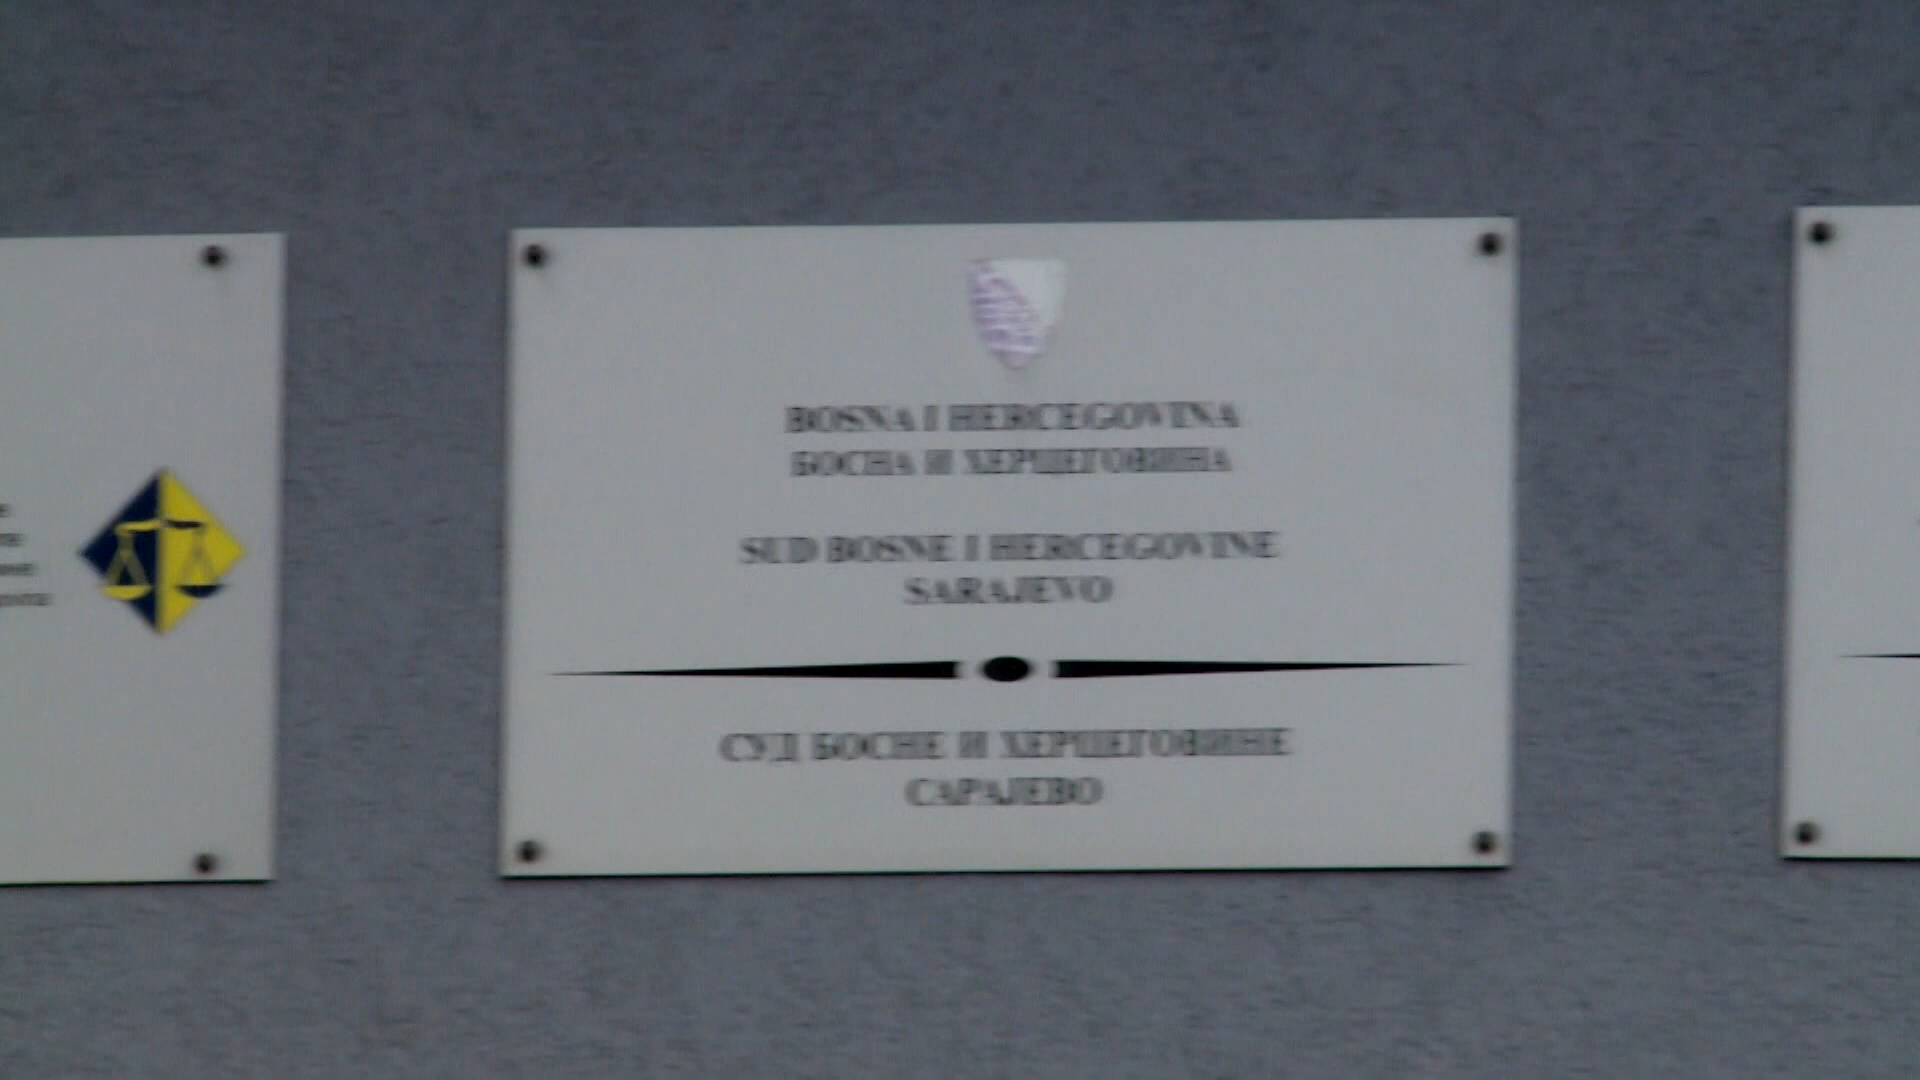 BOSNA I HERCEGOVINA
БОСНА И ХЕРЦЕГОВИНА
SUD BOSNE I HERCEGOVINE
SARAJEVO
СУД БОСНЕ И ХЕРЦЕГОВИНЕ
САРАЈЕВО